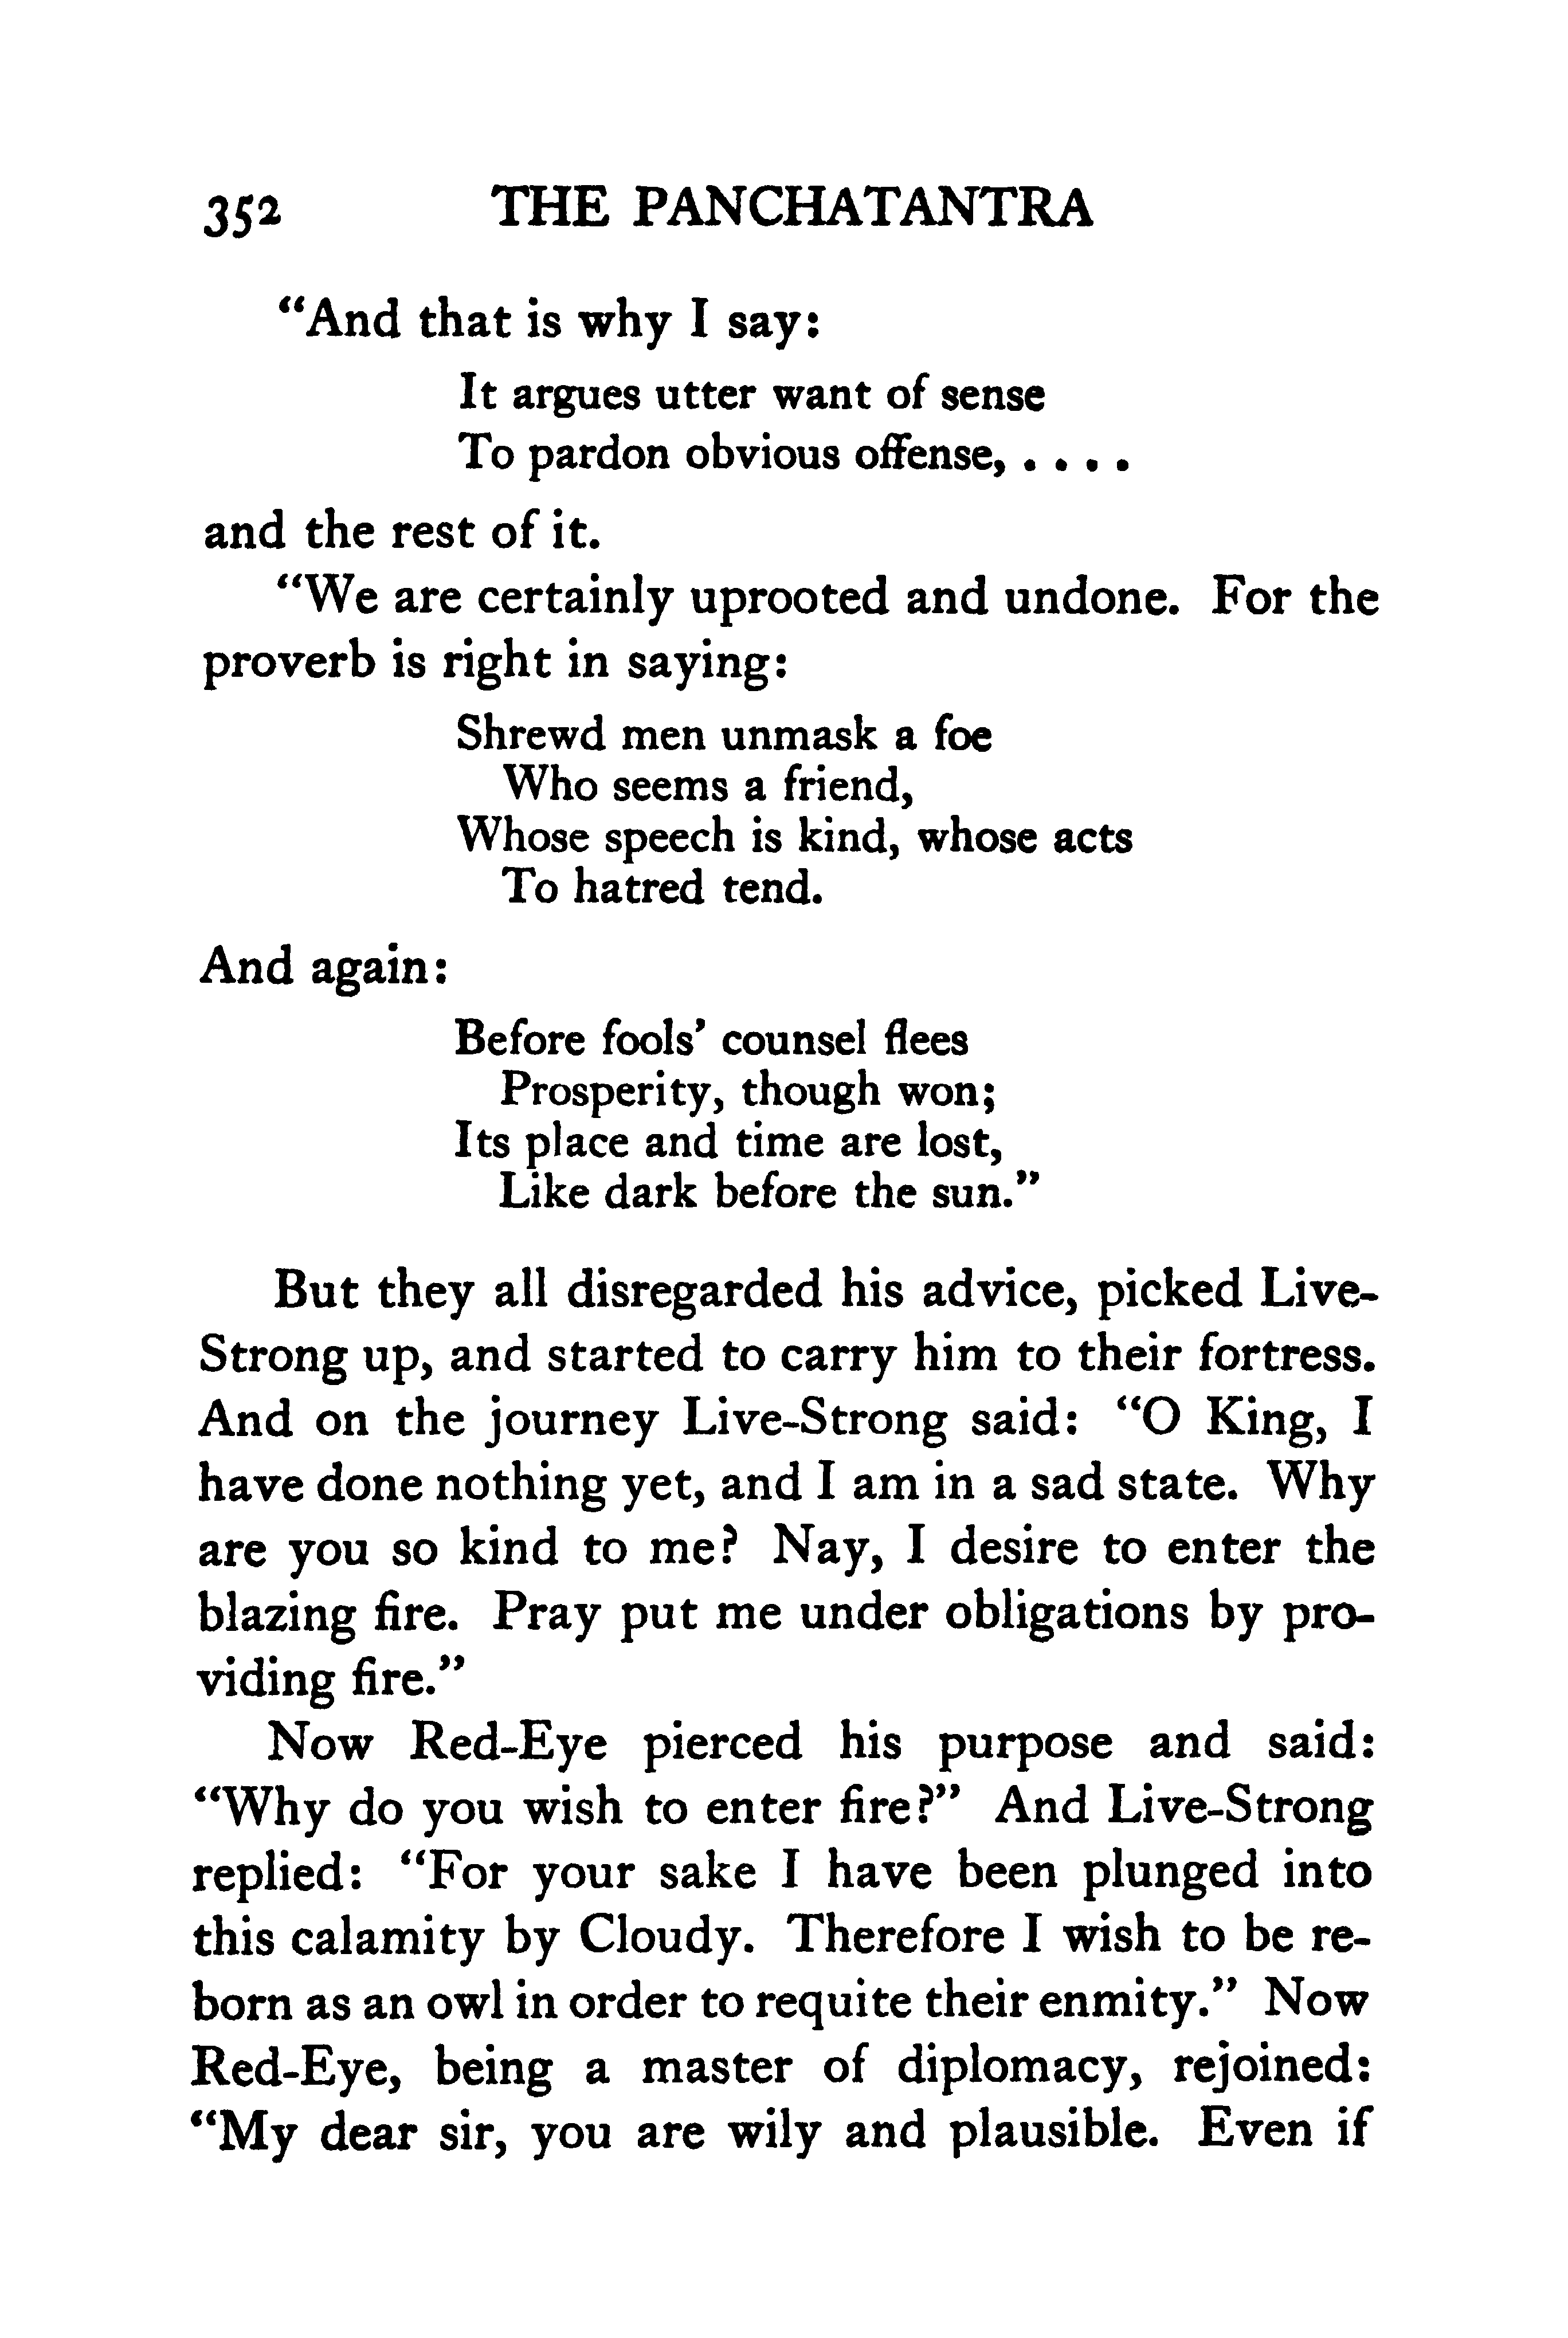 352 THE PANCHATANTRA
“And that is why I say:
It argues utter want of sense
To pardon obvious offense, . . . .
and the rest of it.
“We are certainly uprooted and undone. For the
proverb is right in saying:
Shrewd men unmask a foe
Who seems a friend,
Whose speech is kind, whose acts
To hatred tend.
And again:
Before fools’ counsel flees
Prosperity, though won;
Its place and time are lost,
Like dark before the sun.”
But they all disregarded his advice, picked Live-
Strong up, and started to carry him to their fortress.
And on the journey Live-Strong said: “O King, I
have done nothing yet, and I am in a sad state. Why
are you so kind to me? Nay, I desire to enter the
blazing fire. Pray put me under obligations by pro-
viding fire.”
Now Red-Eye pierced his purpose and said:
“Why do you wish to enter fire?” And Live-Strong
replied: “For your sake I have been plunged into
this calamity by Cloudy. Therefore I wish to be re-
born as an owl in order to requite their enmity.” Now
Red-Eye, being a master of diplomacy, rejoined:
“My dear sir, you are wily and plausible. Even if